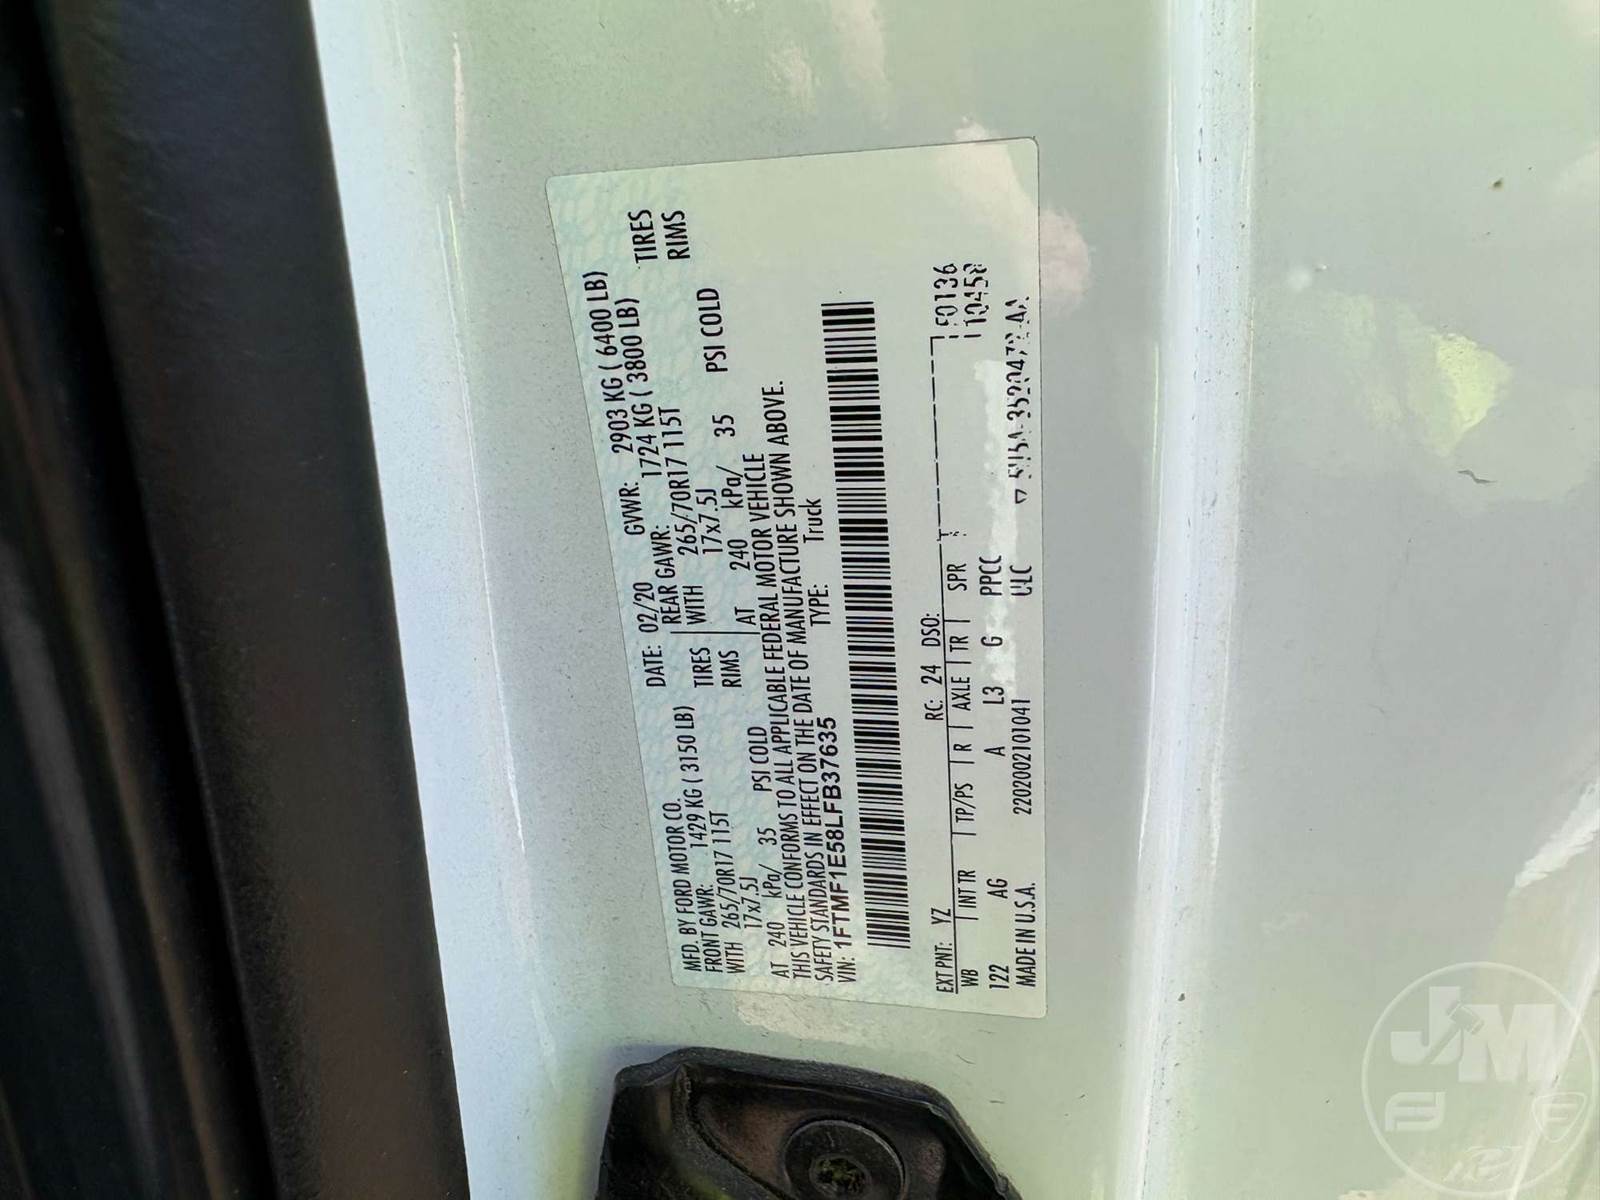 MFD. BY FORD MOTOR CO.
DATE: 02/20 GVWR: 2903 KG ( 6400 LB)
FRONT GAWR: 1429 KG ( 3150 LB) REAR GAWR: 1724 KG ( 3800 LB)
WITH 265/70R17 115T TIRES WITH 265/70R17 115T TIRES
17x7.5J RIMS 17x7.5J RIMS
AT 240 kPa/ 35 PSI COLD AT 240 kPa/ 35 PSI COLD
THIS VEHICLE CONFORMS TO ALL APPLICABLE FEDERAL MOTOR VEHICLE
SAFETY STANDARDS IN EFFECT ON THE DATE OF MANUFACTURE SHOWN ABOVE.
VIN: 1FTMF1E58LFB37635 TYPE: Truck
EXT PNT: YZ RC: 24 DSO: F0136
WB INT TR TP/PS R AXLE TR SPR 10458
122 AG A L3 G PPCC
MADE IN U.S.A. 2202002101041 ULC
JM